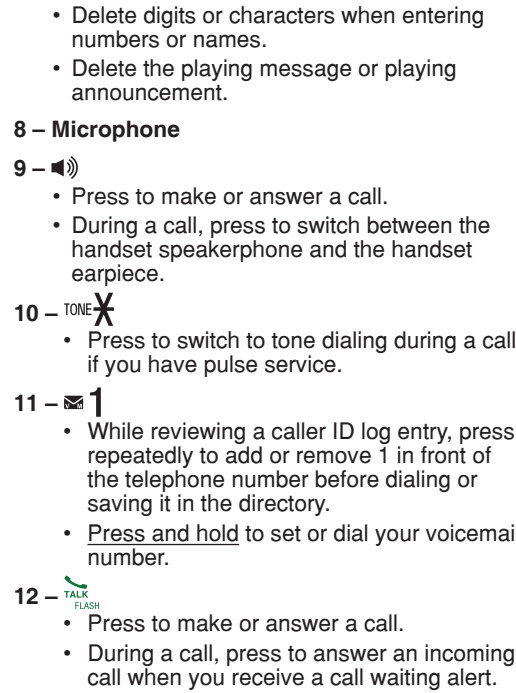 • Delete digits or characters when entering
numbers or names.
• Delete the playing message or playing
announcement.
8 – Microphone
9 –
• Press to make or answer a call.
• During a call, press to switch between the
handset speakerphone and the handset
earpiece.
10 – TONE
• Press to switch to tone dialing during a call
if you have pulse service.
11 – 1
• While reviewing a caller ID log entry, press
repeatedly to add or remove 1 in front of
the telephone number before dialing or
saving it in the directory.
• Press and hold to set or dial your voicemai
number.
12 – TALK
FLASH
• Press to make or answer a call.
• During a call, press to answer an incoming
call when you receive a call waiting alert.